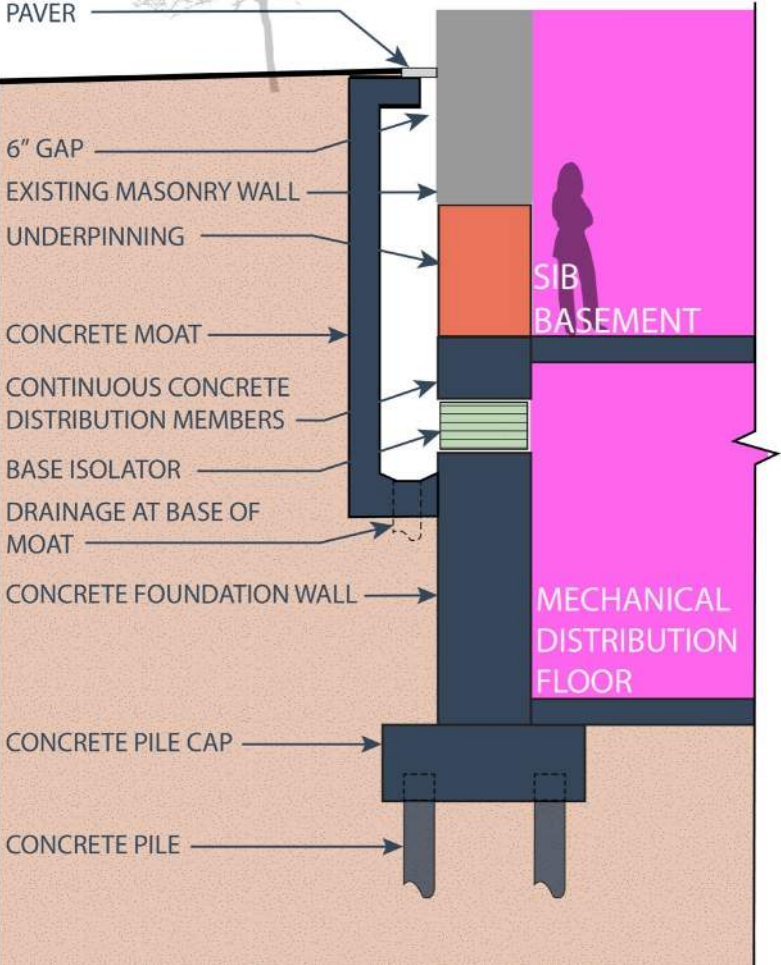 PAVER
6” GAP
EXISTING MASONRY WALL
UNDERPINNING
SIB
BASEMENT
CONCRETE MOAT
CONTINUOUS CONCRETE
DISTRIBUTION MEMBERS
BASE ISOLATOR
DRAINAGE AT BASE OF
MOAT
CONCRETE FOUNDATION WALL
MECHANICAL
DISTRIBUTION
FLOOR
CONCRETE PILE CAP
CONCRETE PILE